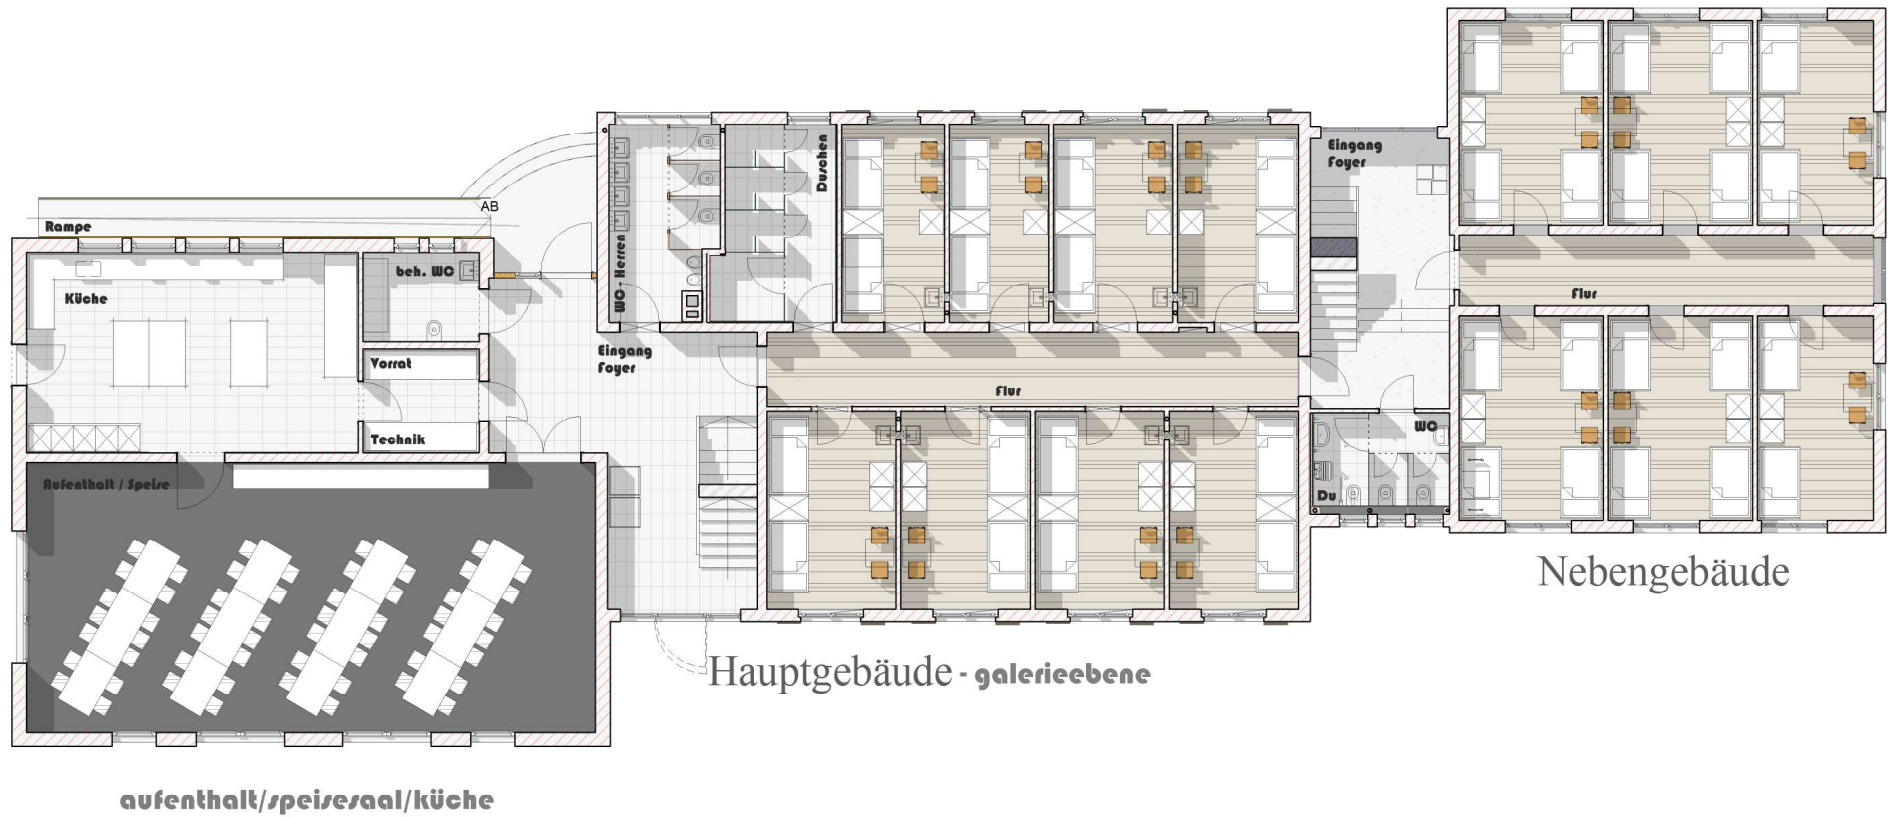 Rampe
AB
Küche
beh. WC
Vorrat
Technik
Aufenthalt / Speise
WC - Herren
Duschen
Eingang
Foyer
Flur
Eingang
Foyer
WC
Du
Flur
Nebengebäude
Hauptgebäude - galerieebene
aufenthalt/speisesaal/küche